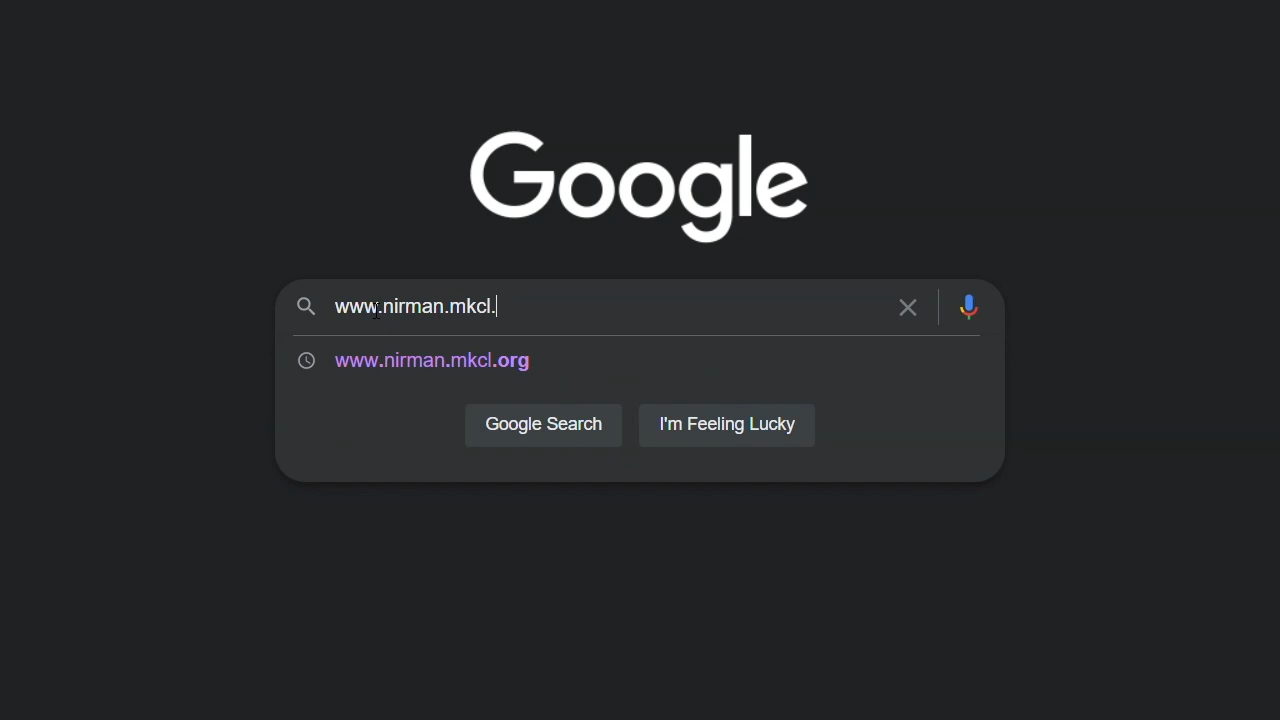 Google
www.nirman.mkcl.
www.nirman.mkcl.org
Google Search
I'm Feeling Lucky